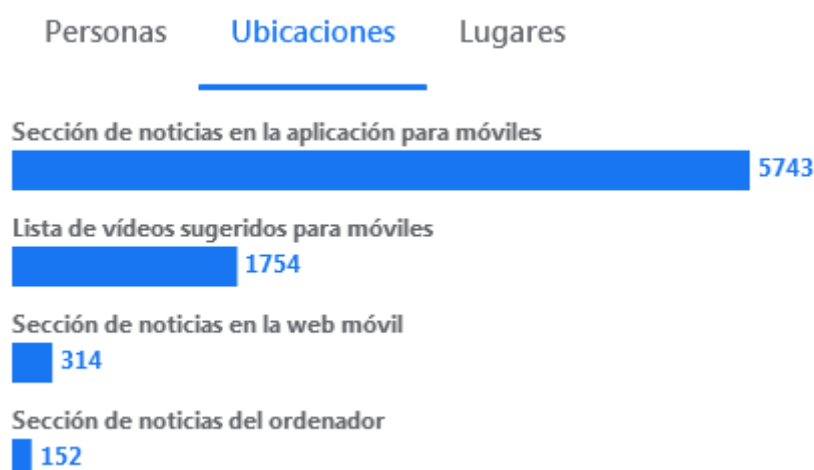 Personas Ubicaciones Lugares
Sección de noticias en la aplicación para móviles
5743
Lista de vídeos sugeridos para móviles
1754
Sección de noticias en la web móvil
314
Sección de noticias del ordenador
152